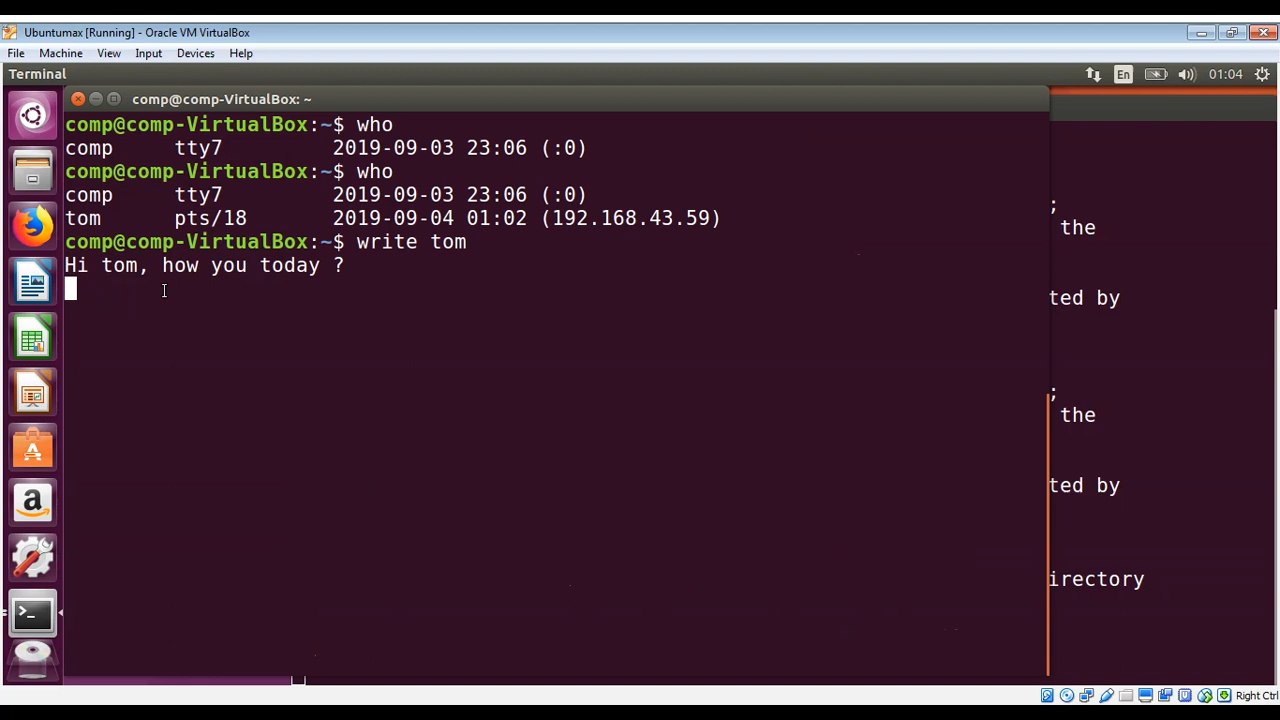 Ubuntumax [Running] - Oracle VM VirtualBox
File Machine View Input Devices Help
Terminal
En
01:04
comp@comp-VirtualBox: ~
comp@comp-VirtualBox:~$ who
comp     tty7         2019-09-03 23:06 (:0)
comp@comp-VirtualBox:~$ who
comp     tty7         2019-09-03 23:06 (:0)
tom      pts/18       2019-09-04 01:02 (192.168.43.59)
comp@comp-VirtualBox:~$ write tom
Hi tom, how you today ?
;
the
ted by
;
the
ted by
irectory
Right Ctrl